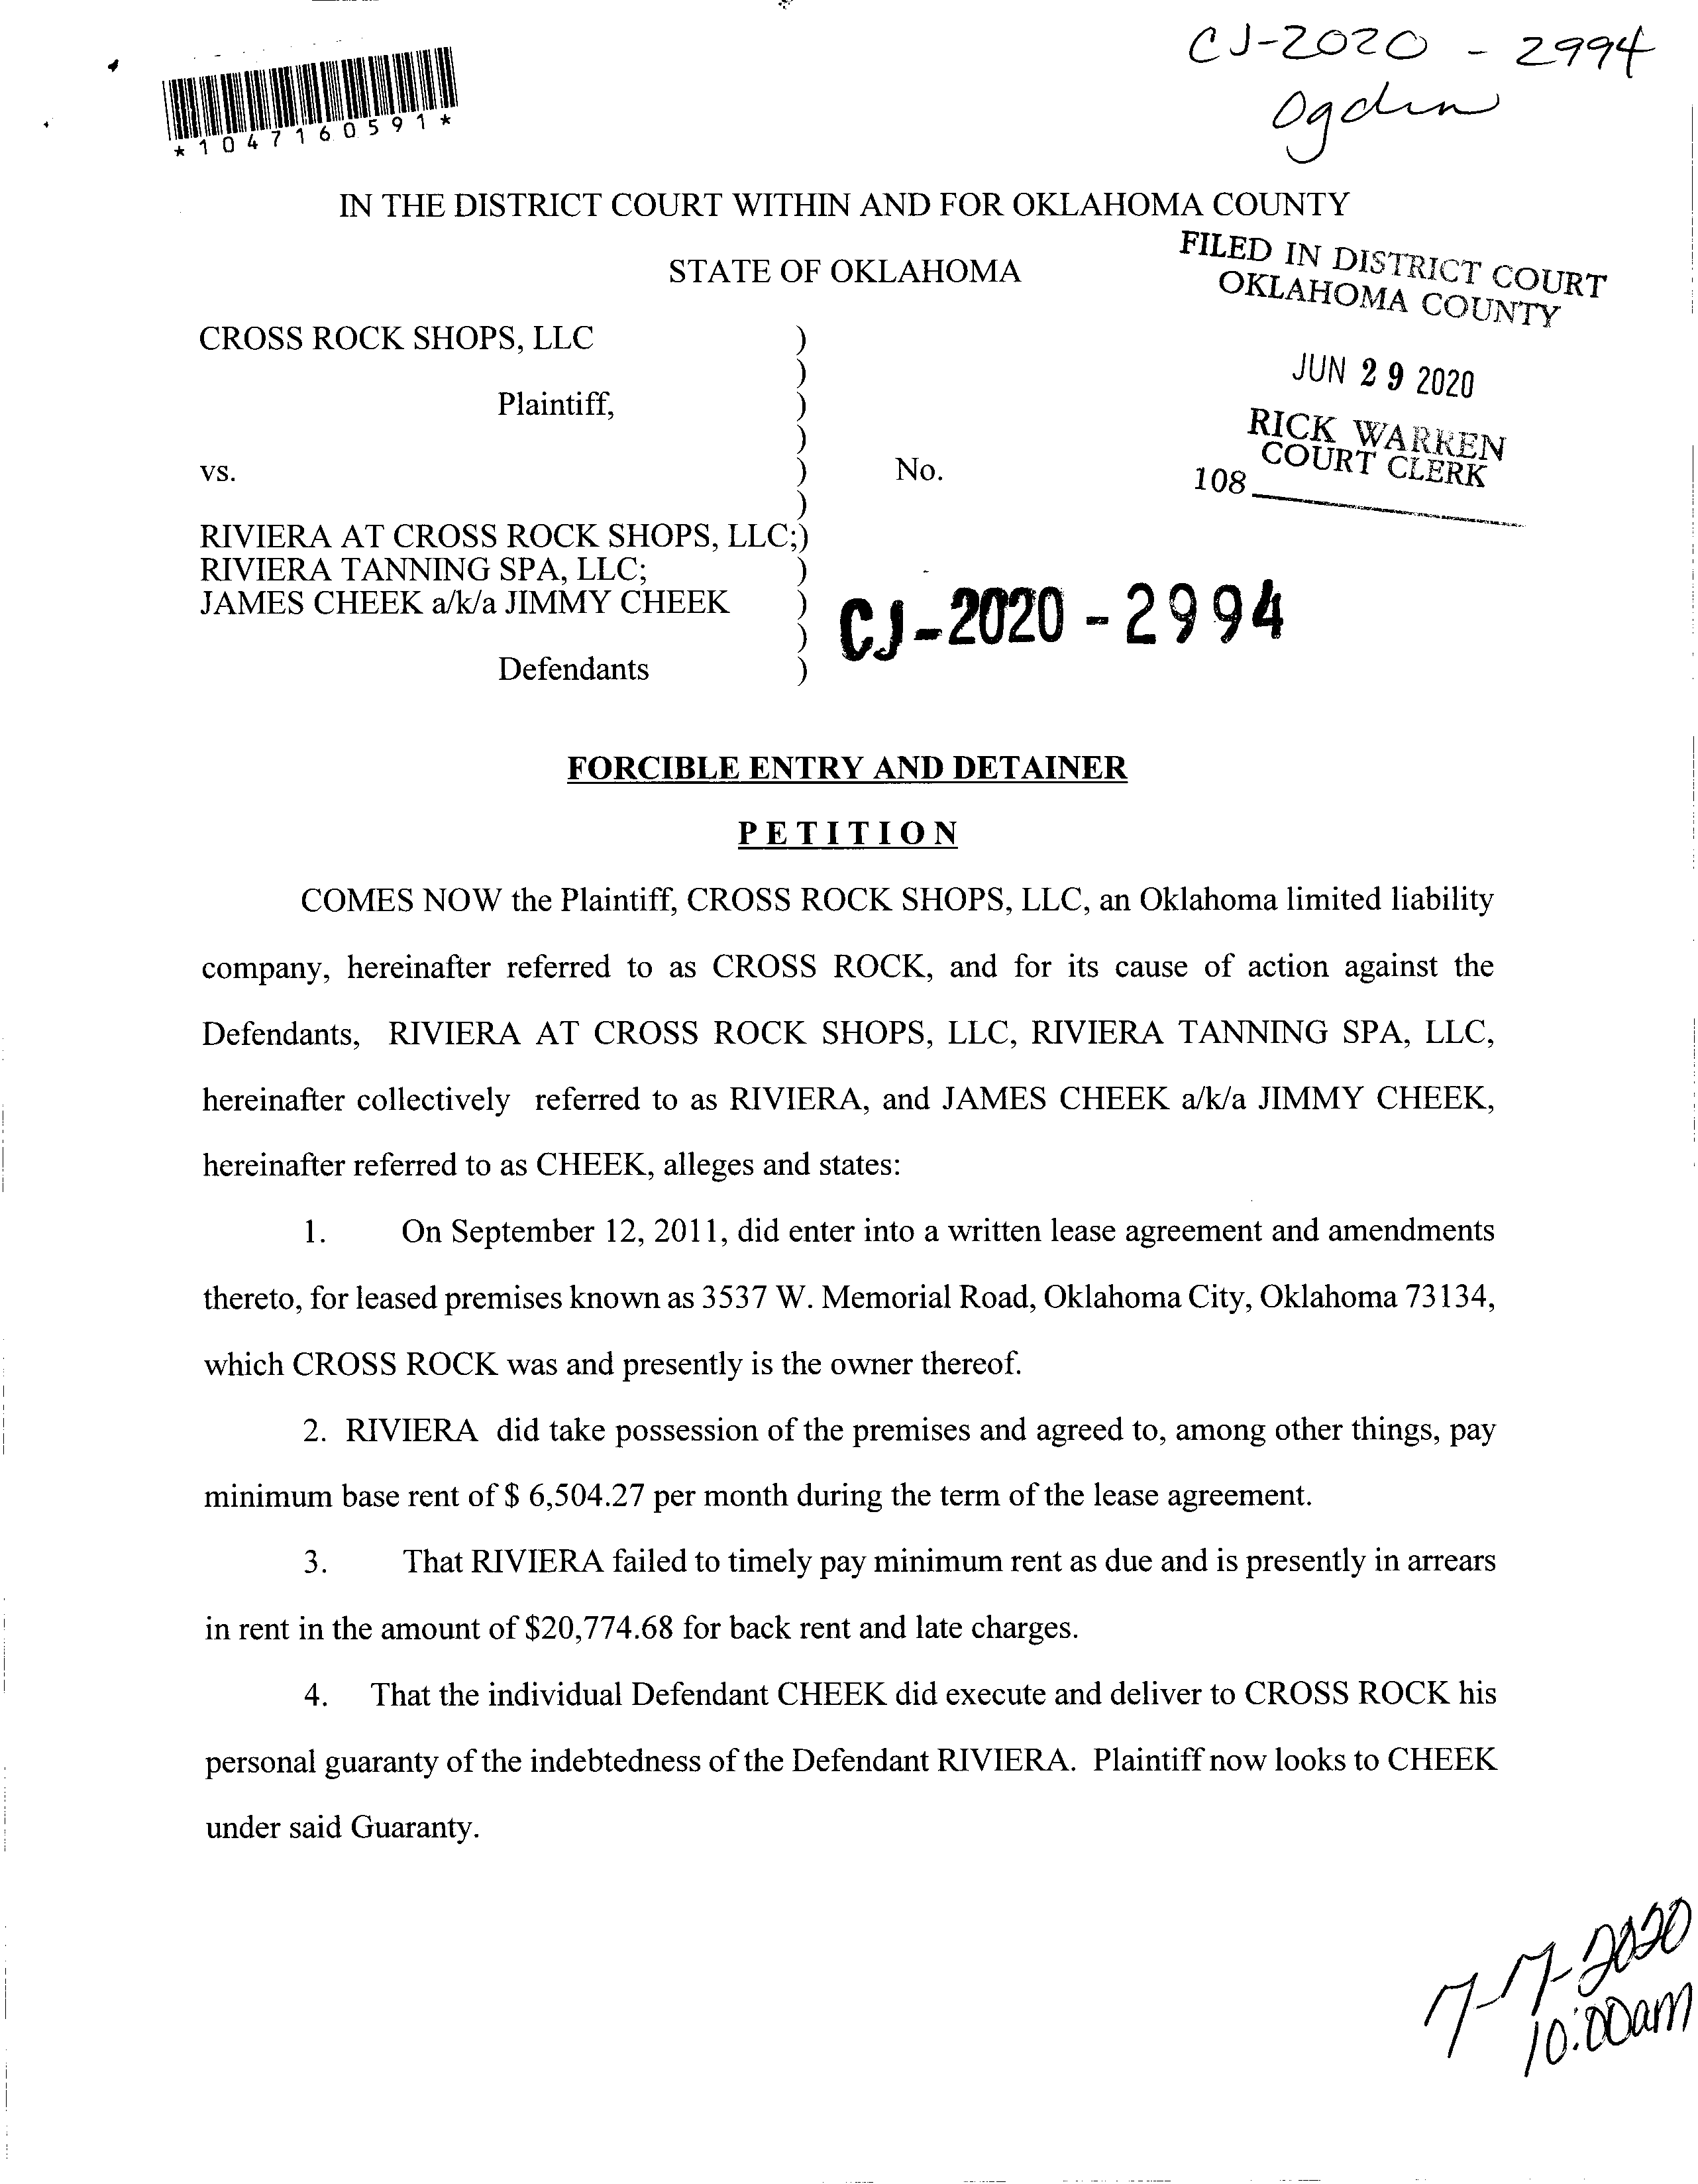 CJ-2020 - 2994
Ogden
*1047160591*
IN THE DISTRICT COURT WITHIN AND FOR OKLAHOMA COUNTY
STATE OF OKLAHOMA
FILED IN DISTRICT COURT
OKLAHOMA COUNTY
JUN 29 2020
RICK WARREN
COURT CLERK
108
CROSS ROCK SHOPS, LLC )
)
Plaintiff, )
)
vs. ) No.
)
RIVIERA AT CROSS ROCK SHOPS, LLC;)
RIVIERA TANNING SPA, LLC; )
JAMES CHEEK a/k/a JIMMY CHEEK )
)
Defendants )
CJ-2020-2994
FORCIBLE ENTRY AND DETAINER
PETITION
COMES NOW the Plaintiff, CROSS ROCK SHOPS, LLC, an Oklahoma limited liability
company, hereinafter referred to as CROSS ROCK, and for its cause of action against the
Defendants, RIVIERA AT CROSS ROCK SHOPS, LLC, RIVIERA TANNING SPA, LLC,
hereinafter collectively referred to as RIVIERA, and JAMES CHEEK a/k/a JIMMY CHEEK,
hereinafter referred to as CHEEK, alleges and states:
1. On September 12, 2011, did enter into a written lease agreement and amendments
thereto, for leased premises known as 3537 W. Memorial Road, Oklahoma City, Oklahoma 73134,
which CROSS ROCK was and presently is the owner thereof.
2. RIVIERA did take possession of the premises and agreed to, among other things, pay
minimum base rent of $ 6,504.27 per month during the term of the lease agreement.
3. That RIVIERA failed to timely pay minimum rent as due and is presently in arrears
in rent in the amount of $20,774.68 for back rent and late charges.
4. That the individual Defendant CHEEK did execute and deliver to CROSS ROCK his
personal guaranty of the indebtedness of the Defendant RIVIERA. Plaintiff now looks to CHEEK
under said Guaranty.
7-17-2020
10:00am